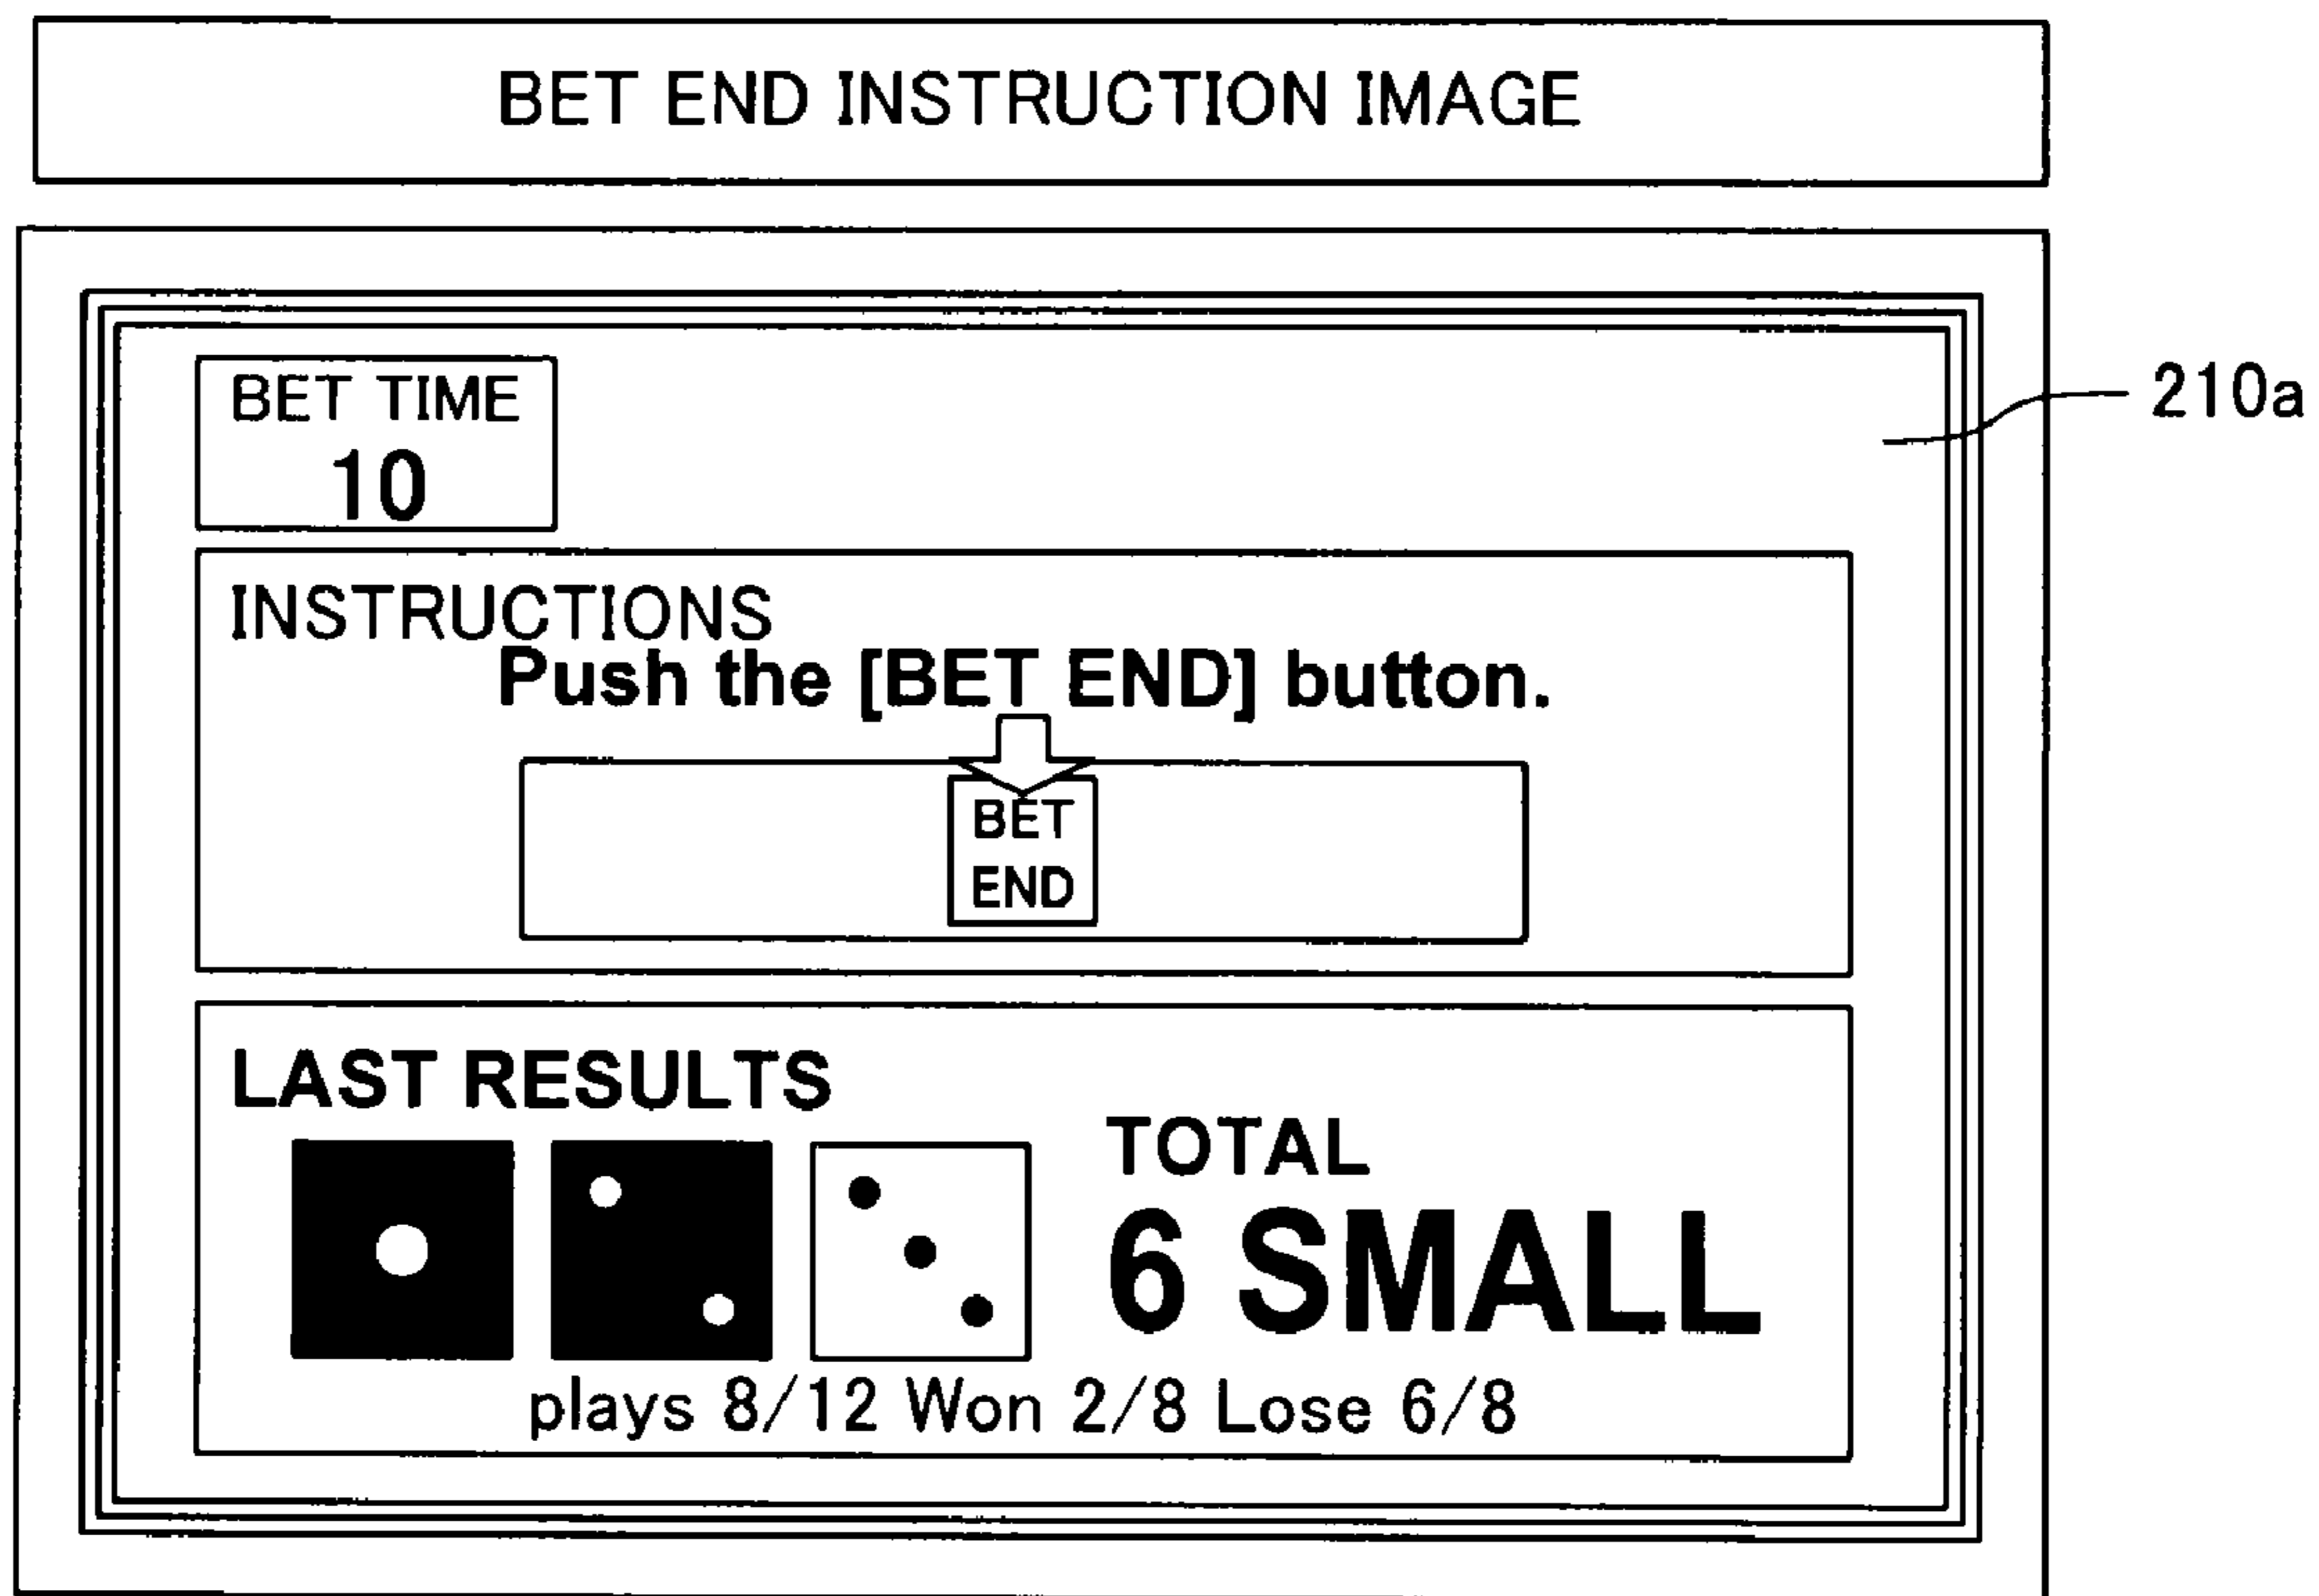 BET END INSTRUCTION IMAGE
210a
BET TIME
10
INSTRUCTIONS
Push the [BET END] button.
BET
END
LAST RESULTS
TOTAL
6 SMALL
plays 8/12 Won 2/8 Lose 6/8